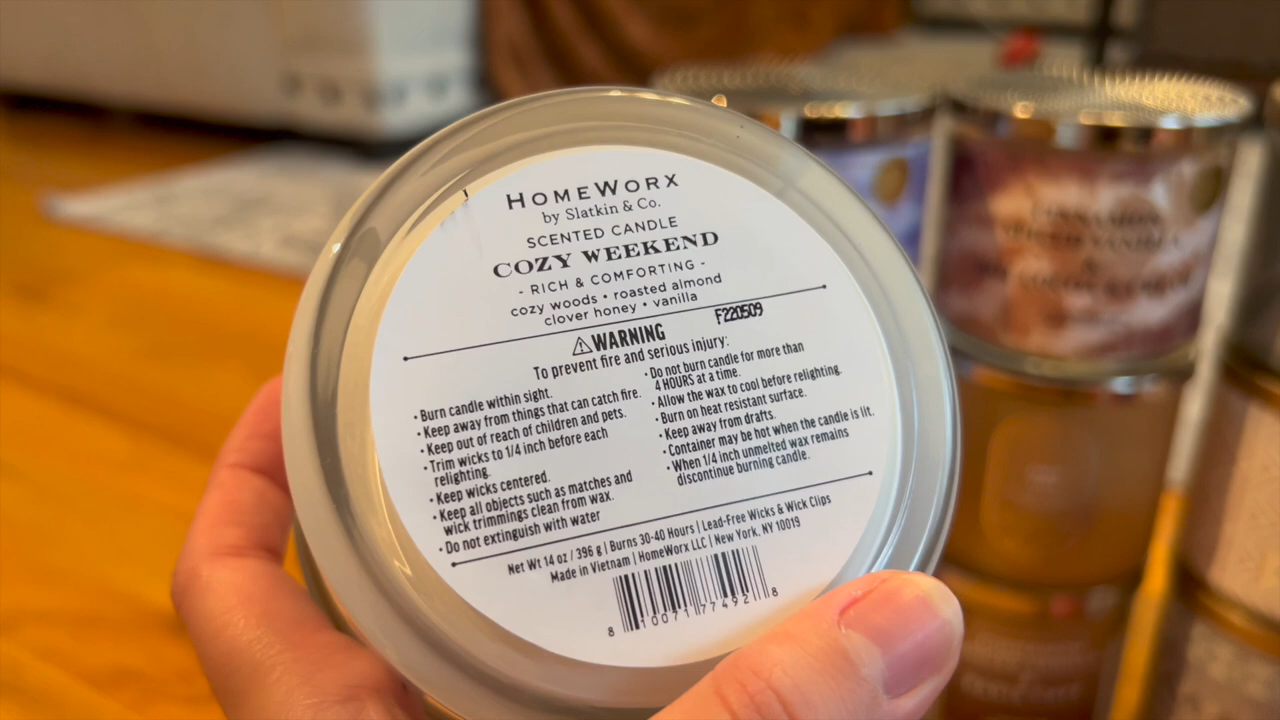 HOMEWORX
by Slatkin & Co.
SCENTED CANDLE
COZY WEEKEND
- RICH & COMFORTING -
cozy woods • roasted almond
clover honey • vanilla
F220509
⚠WARNING
To prevent fire and serious injury:
• Burn candle within sight.
• Keep away from things that can catch fire.
• Keep out of reach of children and pets.
• Trim wicks to 1/4 inch before each
relighting.
• Keep wicks centered.
• Keep all objects such as matches and
wick trimmings clean from wax.
• Do not extinguish with water
• Do not burn candle for more than
4 HOURS at a time.
• Allow the wax to cool before relighting.
• Burn on heat resistant surface.
• Keep away from drafts.
• Container may be hot when the candle is lit.
• When 1/4 inch unmelted wax remains
discontinue burning candle.
Net Wt 14 oz / 396 g | Burns 30-40 Hours | Lead-Free Wicks & Wick Clips
Made in Vietnam | HomeWorx LLC | New York. NY 10019
8 10071 77492 8